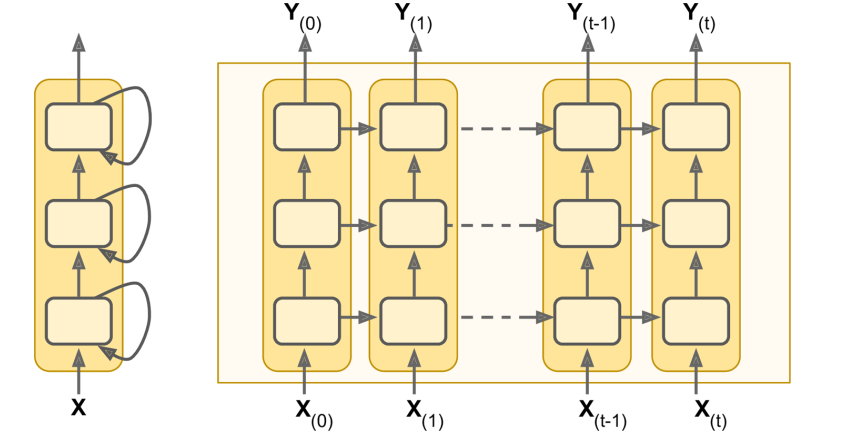 Y(0) Y(1) Y(t-1) Y(t)
X X(0) X(1) X(t-1) X(t)